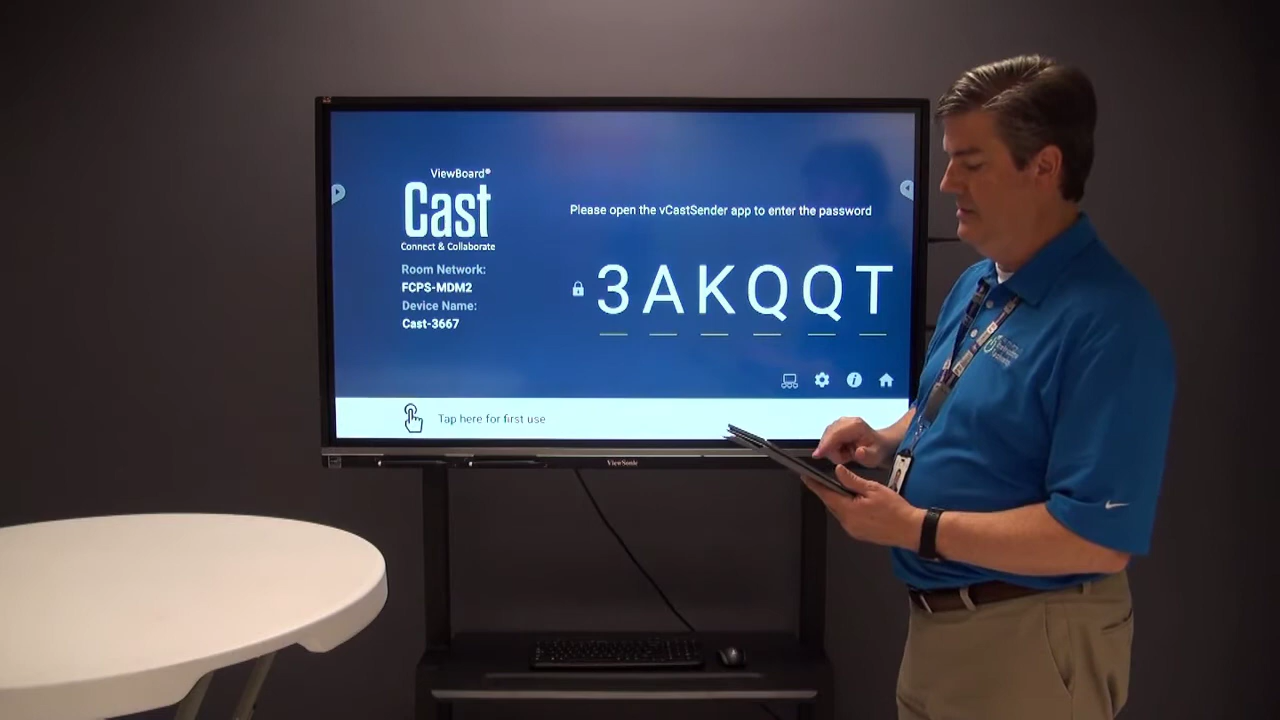 ViewBoard®
Cast
Connect & Collaborate
Room Network:
FCPS-MDM2
Device Name:
Cast-3667
Please open the vCastSender app to enter the password
3AKQQT
Tap here for first use
ViewSonic